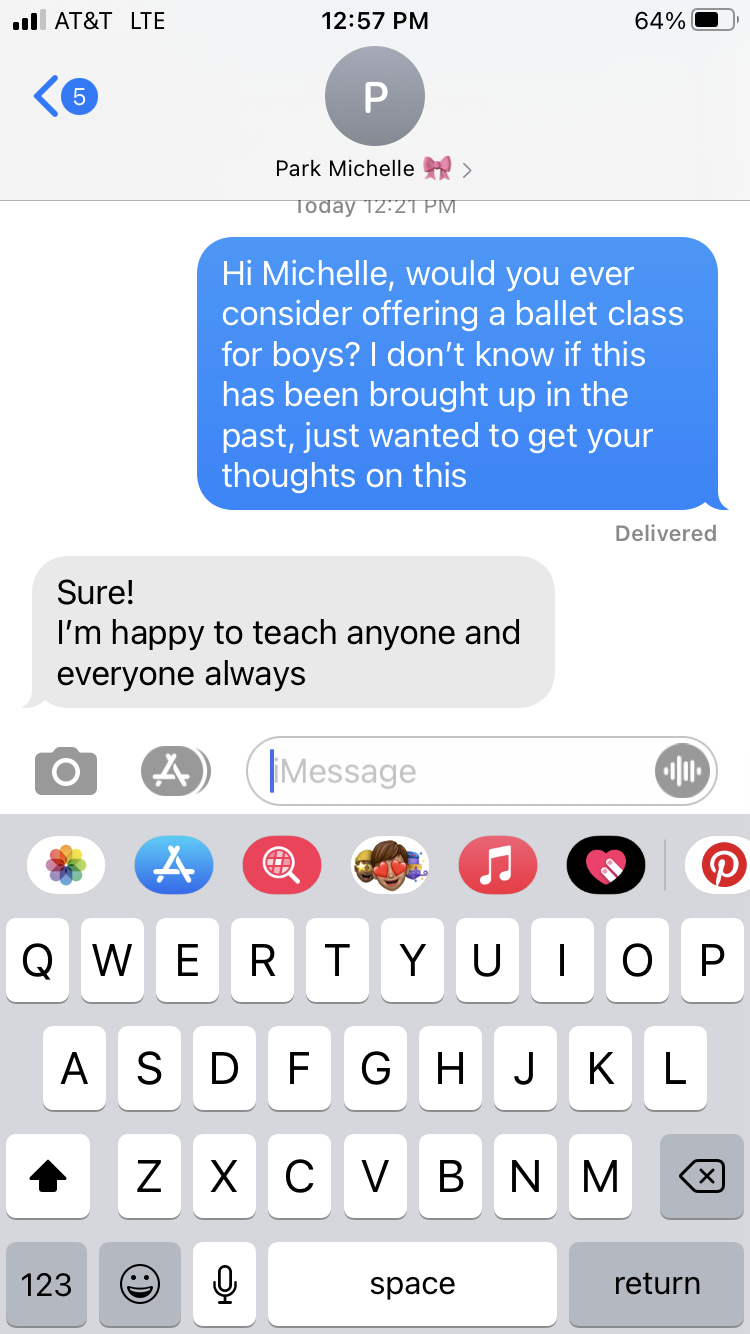 AT&T LTE 12:57 PM 64%
5
P
Park Michelle
Today 12:21 PM
Hi Michelle, would you ever
consider offering a ballet class
for boys? I don’t know if this
has been brought up in the
past, just wanted to get your
thoughts on this
Delivered
Sure!
I’m happy to teach anyone and
everyone always
iMessage
Q W E R T Y U I O P
A S D F G H J K L
Z X C V B N M
123 space return